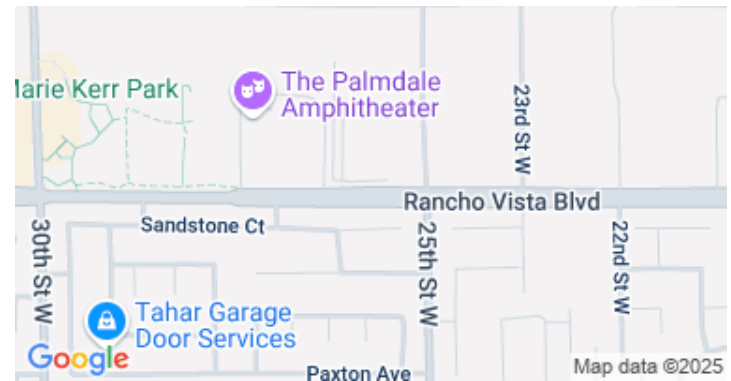 Marie Kerr Park
The Palmdale
Amphitheater
23rd St W
Rancho Vista Blvd
Sandstone Ct
30th St W
25th St W
22nd St W
Tahar Garage
Door Services
Google
Paxton Ave
Map data ©2025